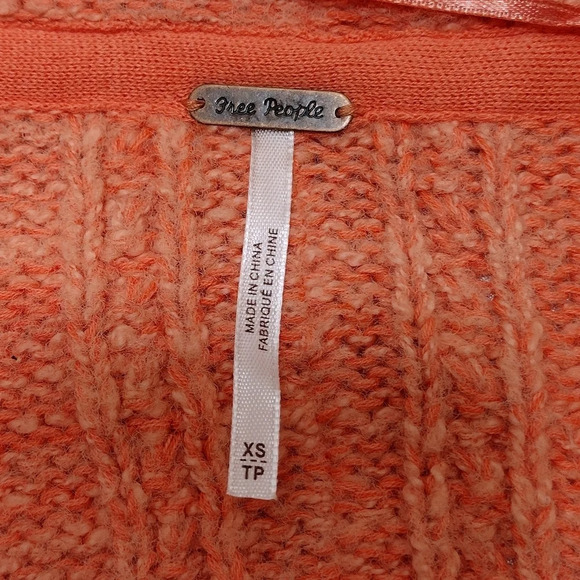 Free People
MADE IN CHINA
FABRIQUÉ EN CHINE
XS
TP